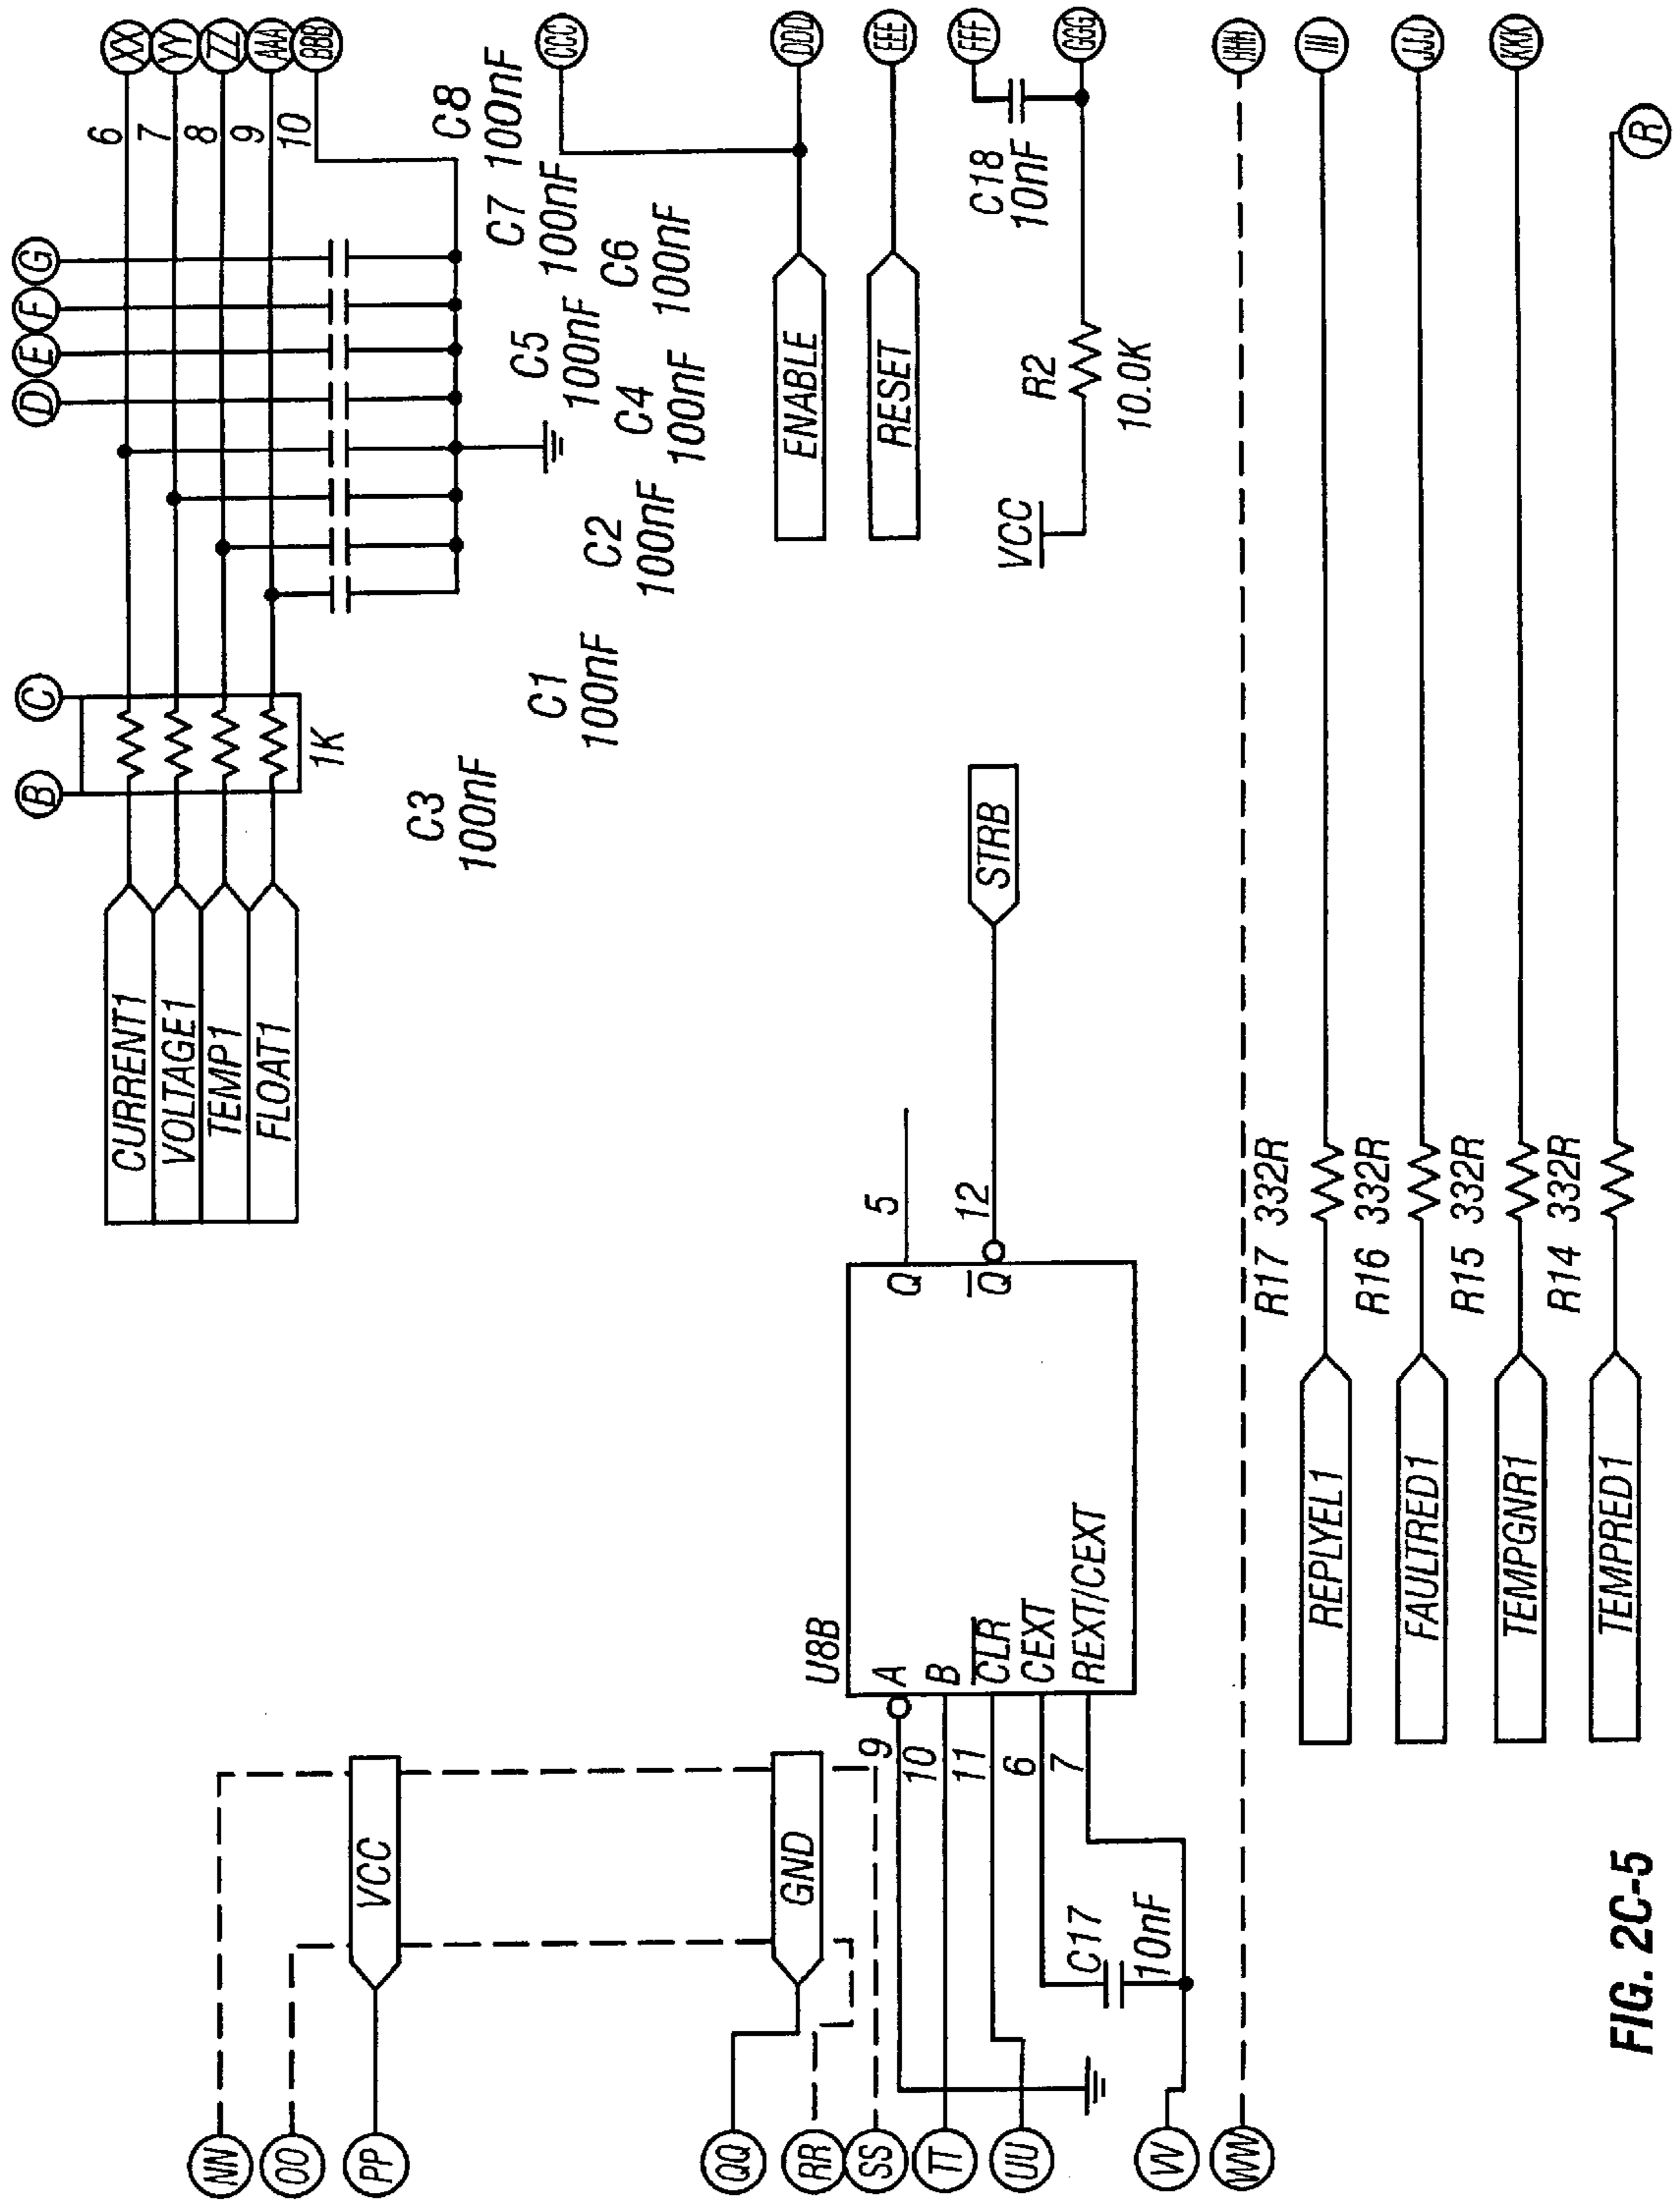 B
C
D
E
F
G
CURRENT1
VOLTAGE1
TEMP1
FLOAT1
1K
6
7
8
9
10
XX
YY
ZZ
AAA
BBB
C3
100nF
C1
100nF
C2
100nF
C4
100nF
C5
100nF
C6
100nF
C7
100nF
C8
100nF
CCC
ENABLE
DDD
RESET
EEE
FFF
C18
10nF
GGG
VCC
R2
10.0K
NN
OO
PP
VCC
QQ
GND
RR
SS
TT
UU
VV
WW
HHH
C17
10nF
U8B
9
10
11
6
7
A
B
CLR
CEXT
REXT/CEXT
Q
Q
5
12
STRB
REPLYEL1
R17 332R
III
FAULTRED1
R16 332R
JJJ
TEMPGNR1
R15 332R
KKK
TEMPRED1
R14 332R
R
FIG. 2C-5